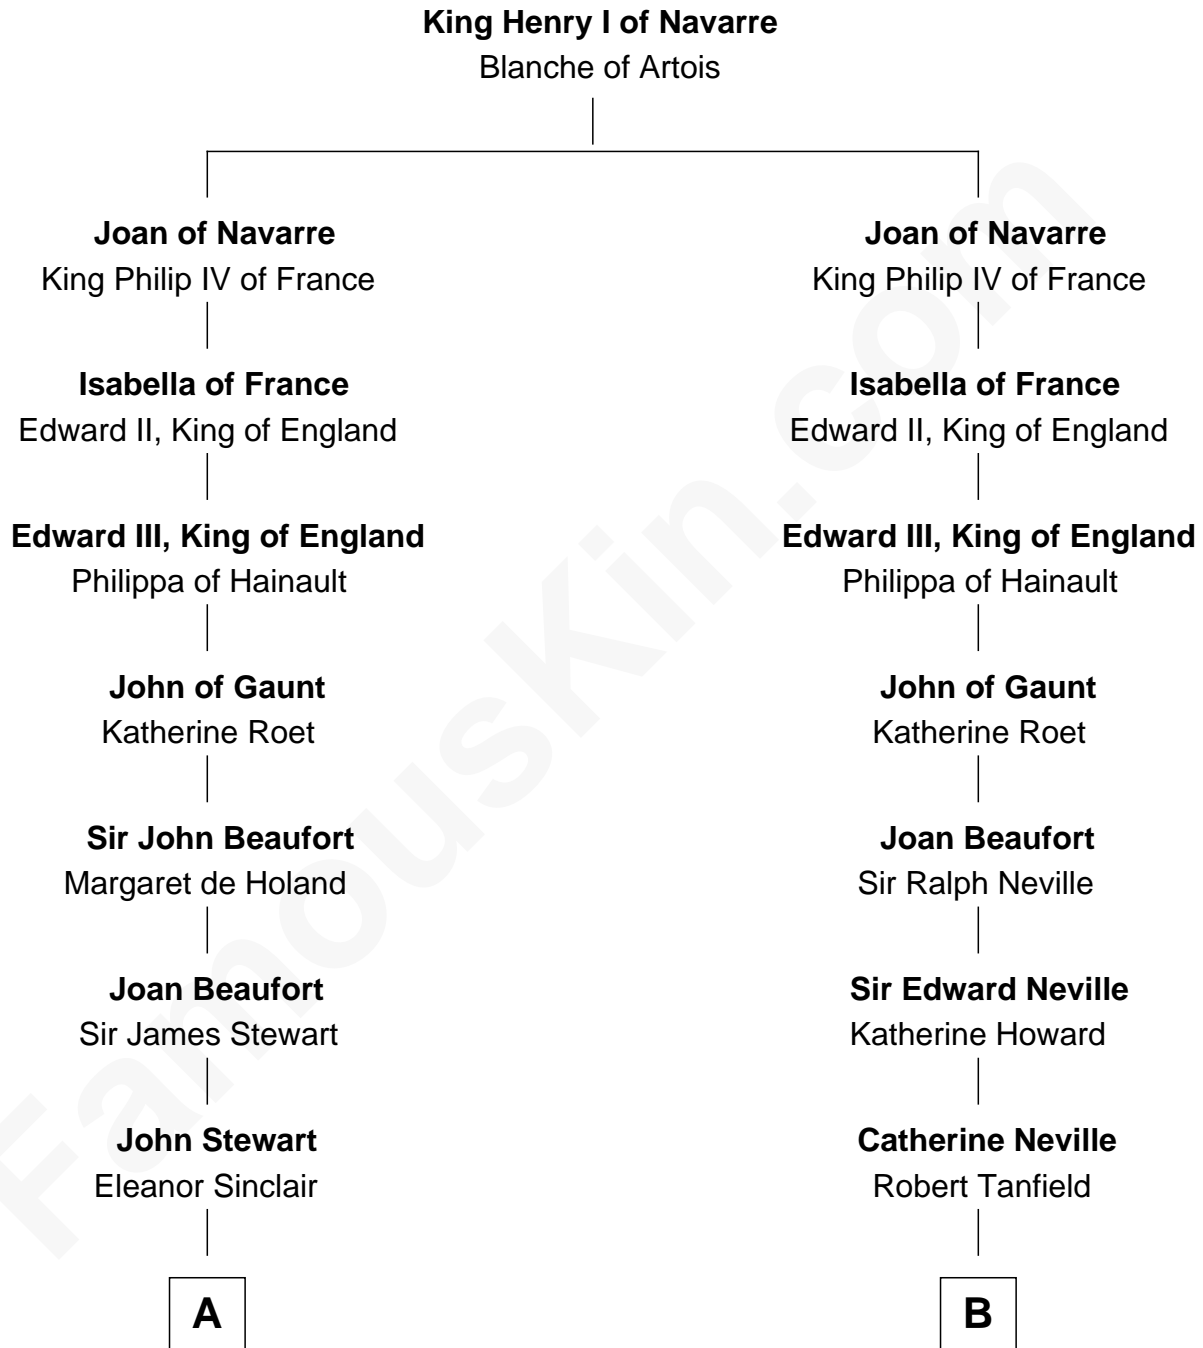 King Henry I of Navarre
Blanche of Artois
Joan of Navarre
King Philip IV of France
Joan of Navarre
King Philip IV of France
Isabella of France
Edward II, King of England
Isabella of France
Edward II, King of England
Edward III, King of England
Philippa of Hainault
Edward III, King of England
Philippa of Hainault
John of Gaunt
Katherine Roet
John of Gaunt
Katherine Roet
Sir John Beaufort
Margaret de Holand
Joan Beaufort
Sir Ralph Neville
Joan Beaufort
Sir James Stewart
Sir Edward Neville
Katherine Howard
John Stewart
Eleanor Sinclair
Catherine Neville
Robert Tanfield
A
B
FamousKin.com